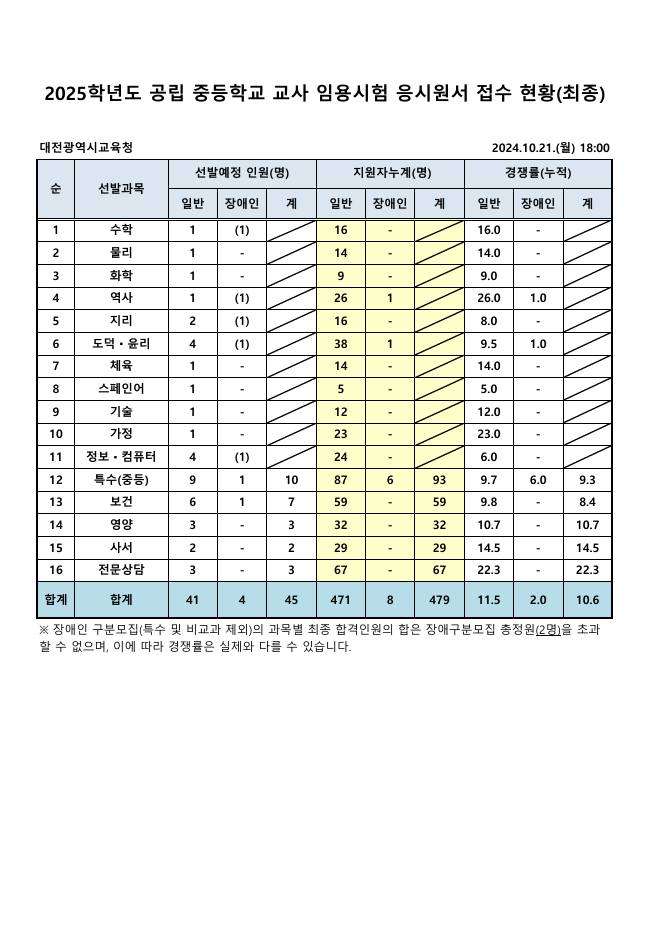 2025학년도 공립 중등학교 교사 임용시험 응시원서 접수 현황(최종)
대전광역시교육청 2024.10.21.(월) 18:00
순 선발과목 선발예정 인원(명) 지원자누계(명) 경쟁률(누적)
일반 장애인 계 일반 장애인 계 일반 장애인 계
1 수학 1 (1) 16 - 16.0 -
2 물리 1 - 14 - 14.0 -
3 화학 1 - 9 - 9.0 -
4 역사 1 (1) 26 1 26.0 1.0
5 지리 2 (1) 16 - 8.0 -
6 도덕・윤리 4 (1) 38 1 9.5 1.0
7 체육 1 - 14 - 14.0 -
8 스페인어 1 - 5 - 5.0 -
9 기술 1 - 12 - 12.0 -
10 가정 1 - 23 - 23.0 -
11 정보・컴퓨터 4 (1) 24 - 6.0 -
12 특수(중등) 9 1 10 87 6 93 9.7 6.0 9.3
13 보건 6 1 7 59 - 59 9.8 - 8.4
14 영양 3 - 3 32 - 32 10.7 - 10.7
15 사서 2 - 2 29 - 29 14.5 - 14.5
16 전문상담 3 - 3 67 - 67 22.3 - 22.3
합계 합계 41 4 45 471 8 479 11.5 2.0 10.6
※ 장애인 구분모집(특수 및 비교과 제외)의 과목별 최종 합격인원의 합은 장애구분모집 총정원(2명)을 초과
할 수 없으며, 이에 따라 경쟁률은 실제와 다를 수 있습니다.